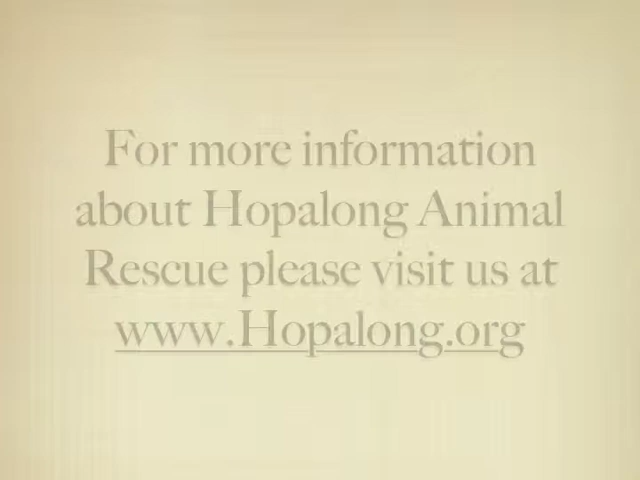 For more information
about Hopalong Animal
Rescue please visit us at
www.Hopalong.org